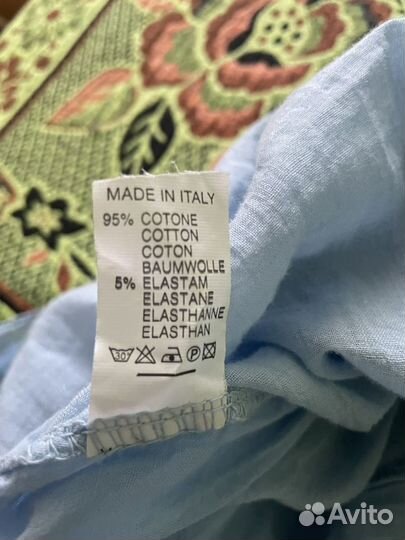 MADE IN ITALY
95% COTONE
COTTON
COTON
BAUMWOLLE
5% ELASTAM
ELASTANE
ELASTHANNE
ELASTHAN
30
P
Avito